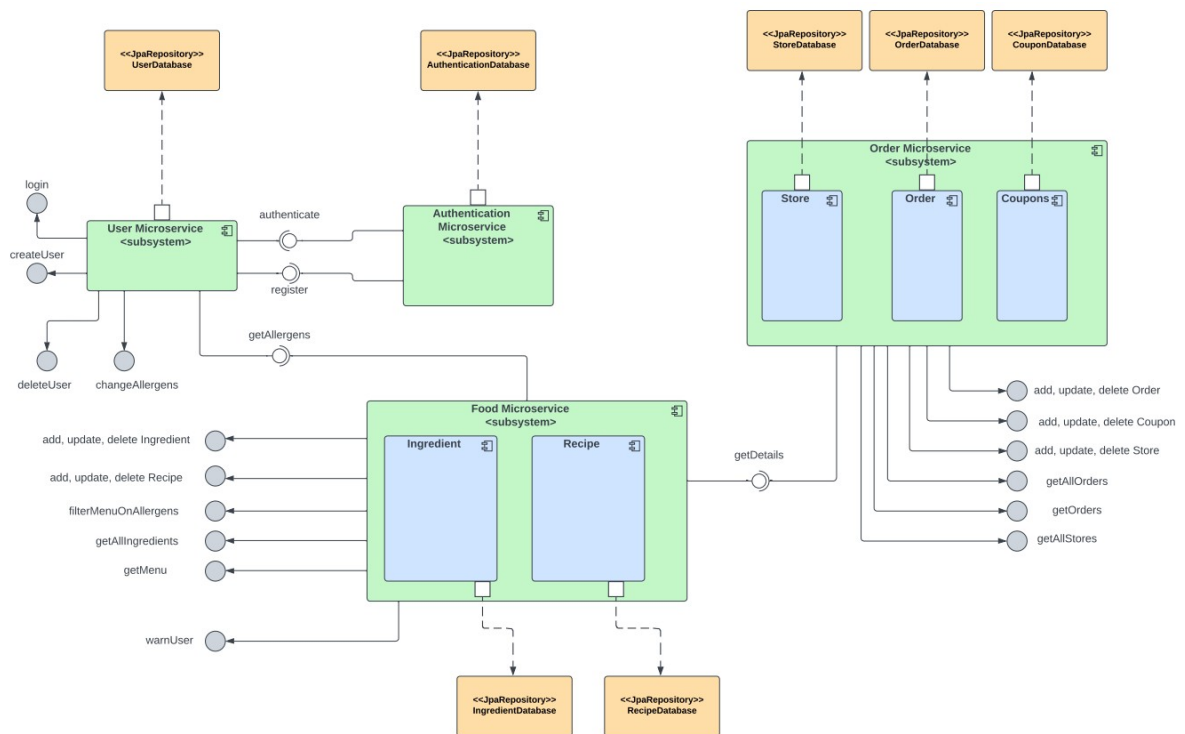 <<JpaRepository>>
StoreDatabase
<<JpaRepository>>
OrderDatabase
<<JpaRepository>>
CouponDatabase
<<JpaRepository>>
UserDatabase
<<JpaRepository>>
AuthenticationDatabase
Order Microservice
<subsystem>
Store
Order
Coupons
login
User Microservice
<subsystem>
authenticate
Authentication
Microservice
<subsystem>
createUser
register
getAllergens
deleteUser
changeAllergens
add, update, delete Order
add, update, delete Coupon
add, update, delete Store
getAllOrders
getOrders
getAllStores
Food Microservice
<subsystem>
Ingredient
Recipe
getDetails
add, update, delete Ingredient
add, update, delete Recipe
filterMenuOnAllergens
getAllIngredients
getMenu
warnUser
<<JpaRepository>>
IngredientDatabase
<<JpaRepository>>
RecipeDatabase